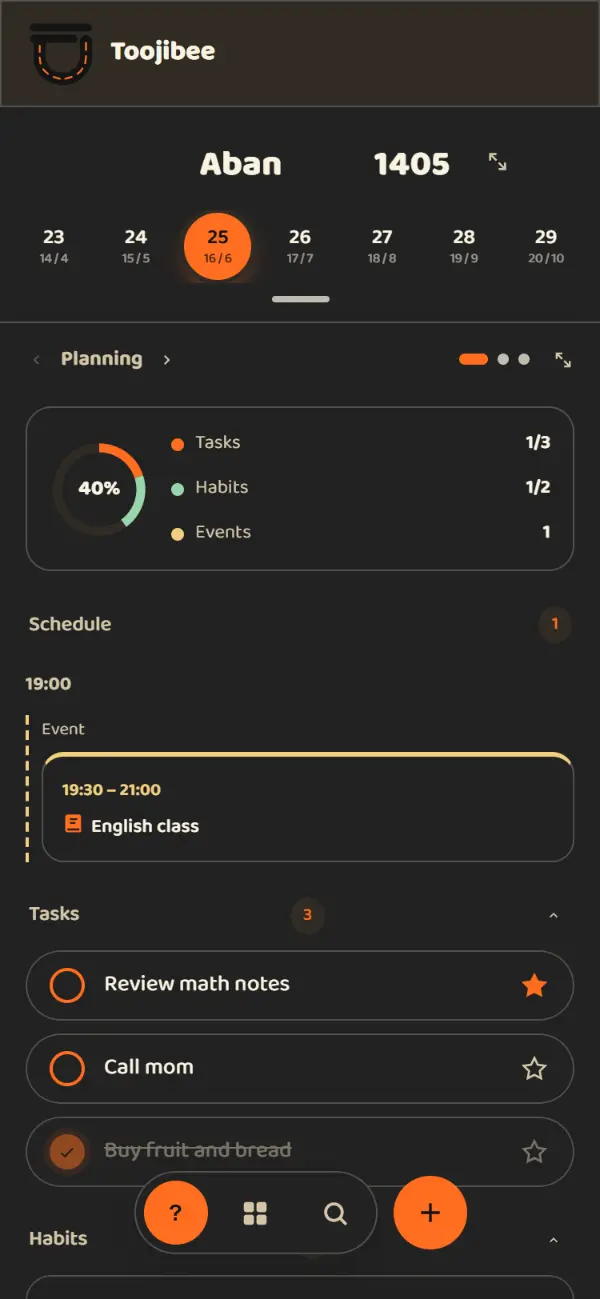 Toojibee
Aban 1405
23 24 25 26 27 28 29
14/4 15/5 16/6 17/7 18/8 19/9 20/10
Planning
40%
Tasks 1/3
Habits 1/2
Events 1
Schedule 1
19:00
Event
19:30 – 21:00
English class
Tasks 3
Review math notes
Call mom
Buy fruit and bread
?
+
Habits